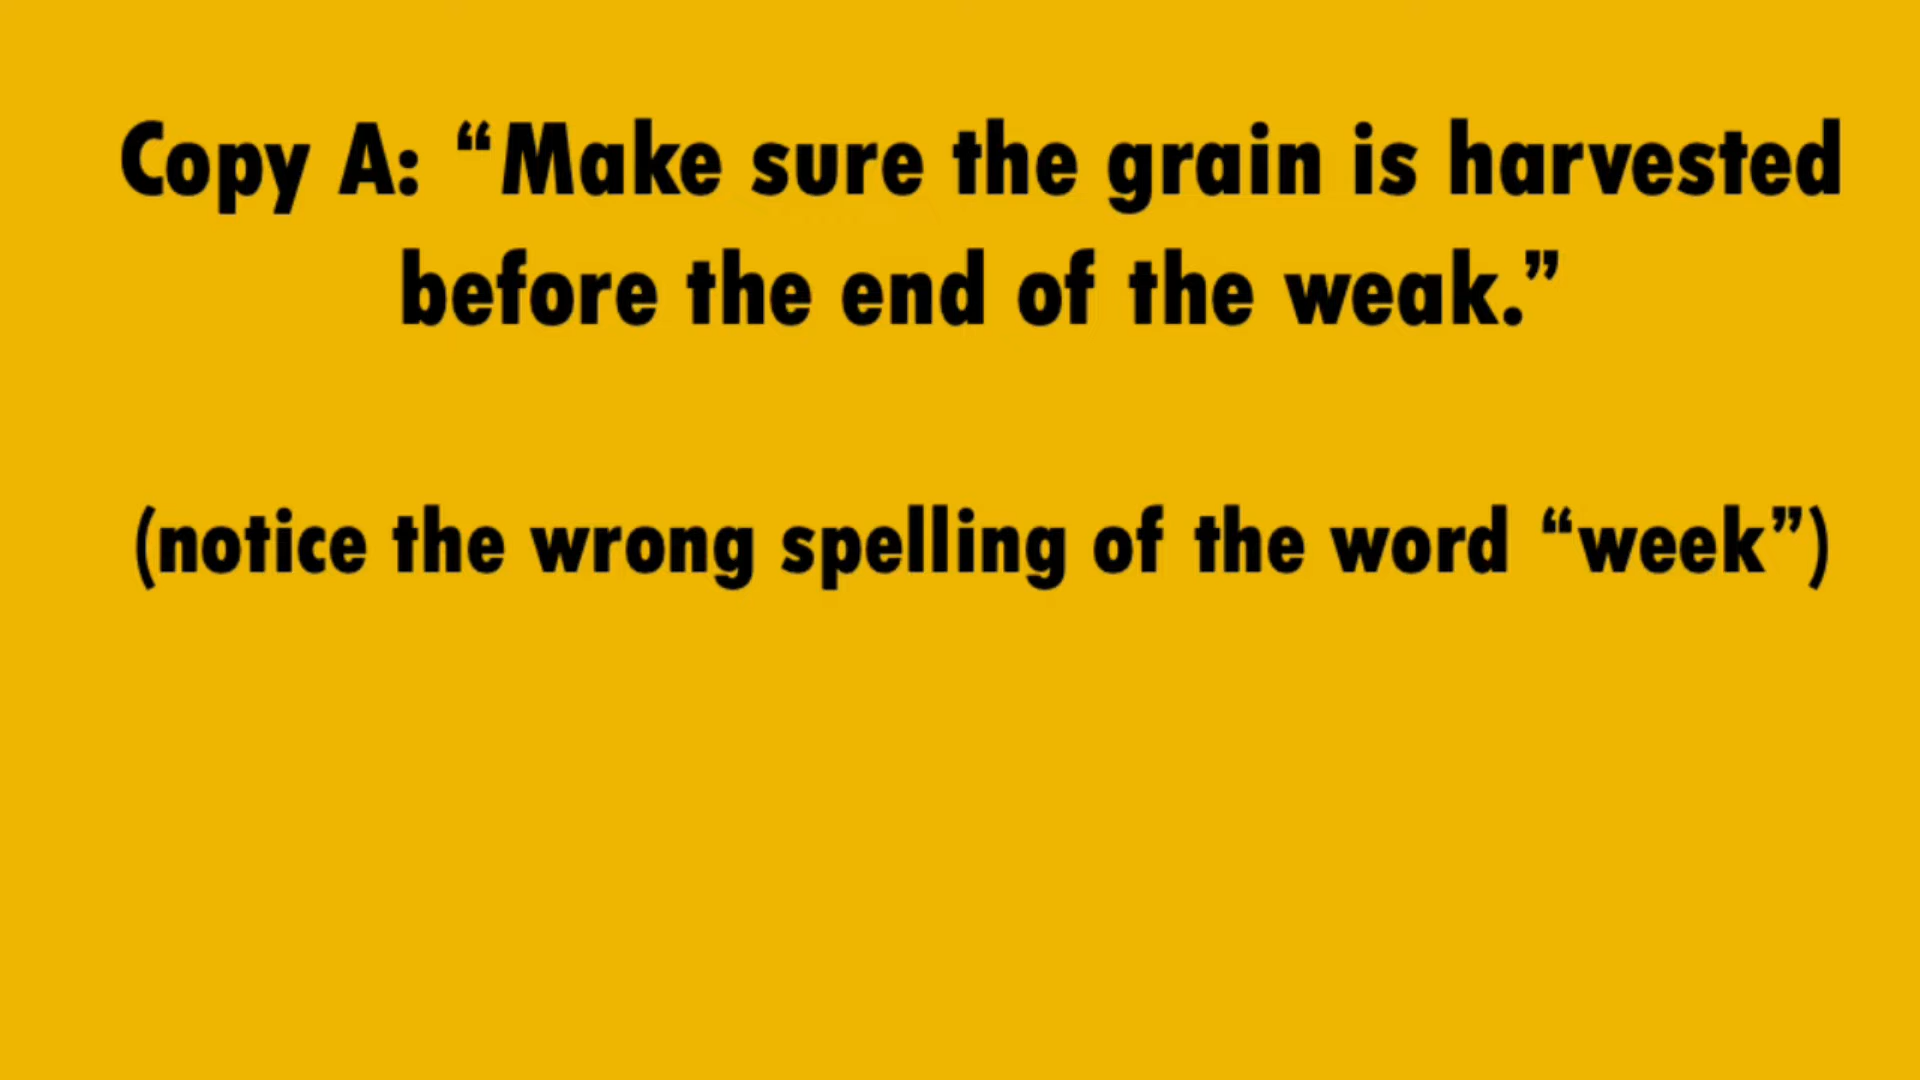 Copy A: “Make sure the grain is harvested
before the end of the weak.”
(notice the wrong spelling of the word “week”)